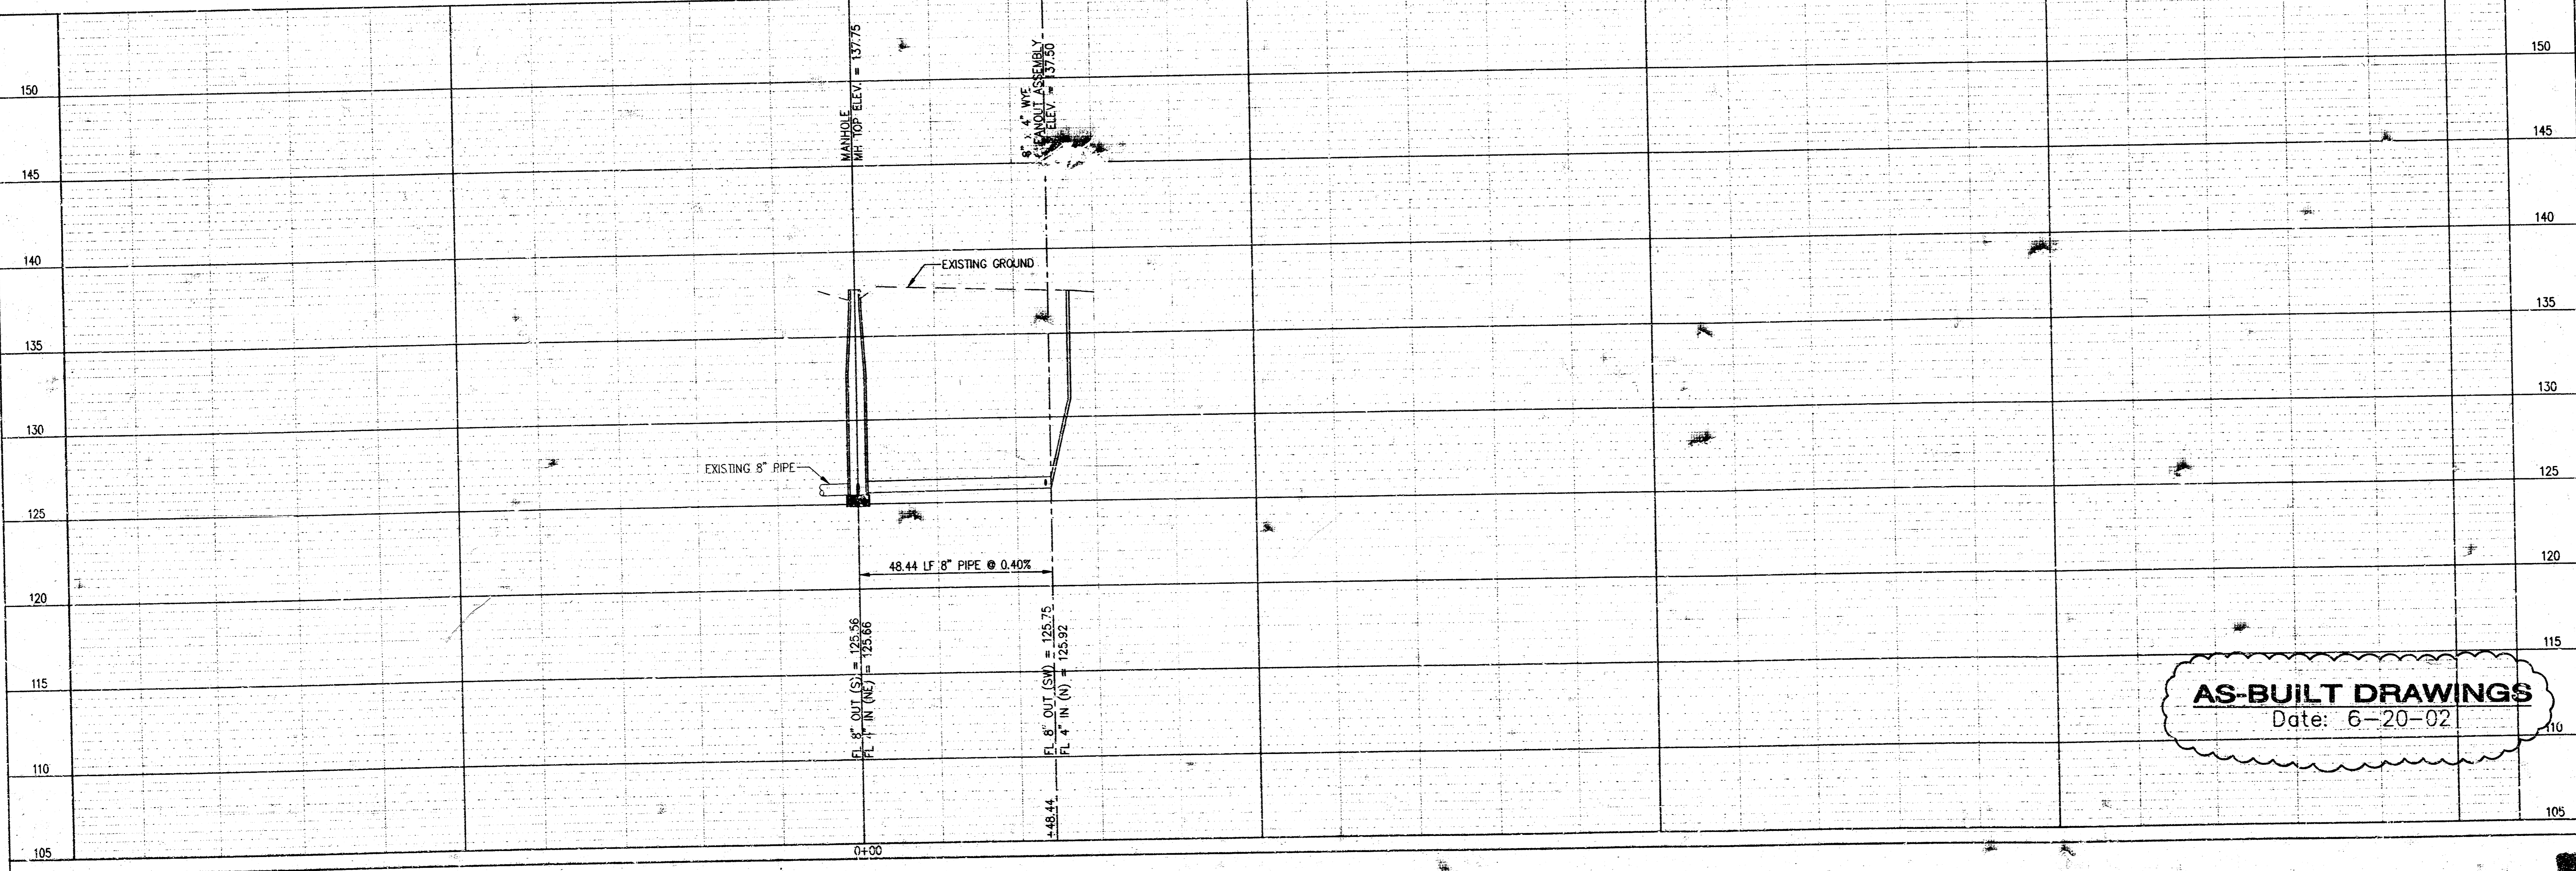 MANHOLE
MH TOP ELEV. = 137.75
8" x 4" WYE
ASSEMBLY
ELEV. = 137.50
150
145
140
135
130
125
120
115
110
105
EXISTING GROUND
EXISTING 8" PIPE
48.44 LF 8" PIPE @ 0.40%
FL 8" OUT (S) = 125.56
FL 4" IN (NE) = 125.66
FL 8" OUT (SW) = 125.75
FL 4" IN (N) = 125.92
+48.44
0+00
150
145
140
135
130
125
120
115
110
105
AS-BUILT DRAWINGS
Date: 6-20-02